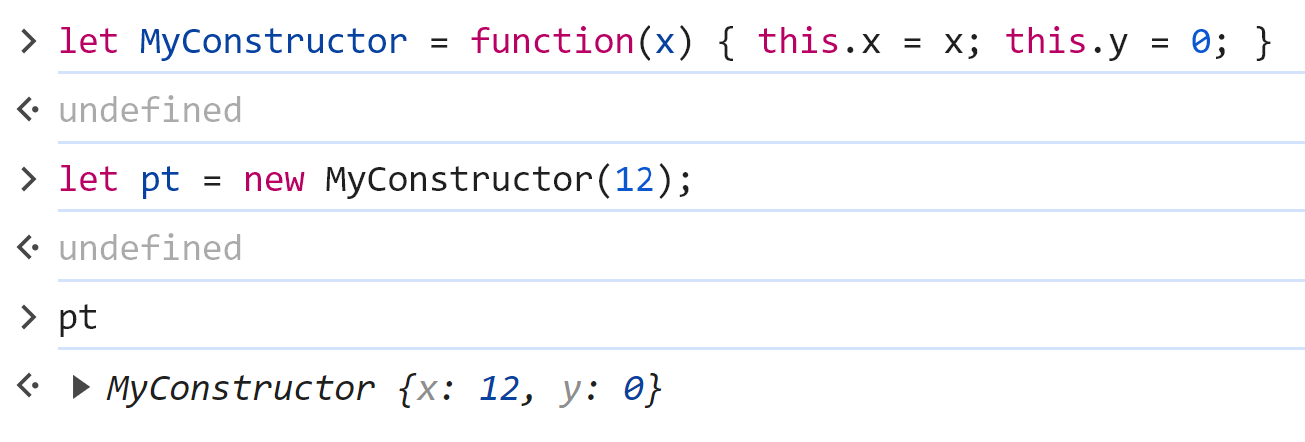 > let MyConstructor = function(x) { this.x = x; this.y = 0; }
undefined
> let pt = new MyConstructor(12);
undefined
> pt
MyConstructor {x: 12, y: 0}